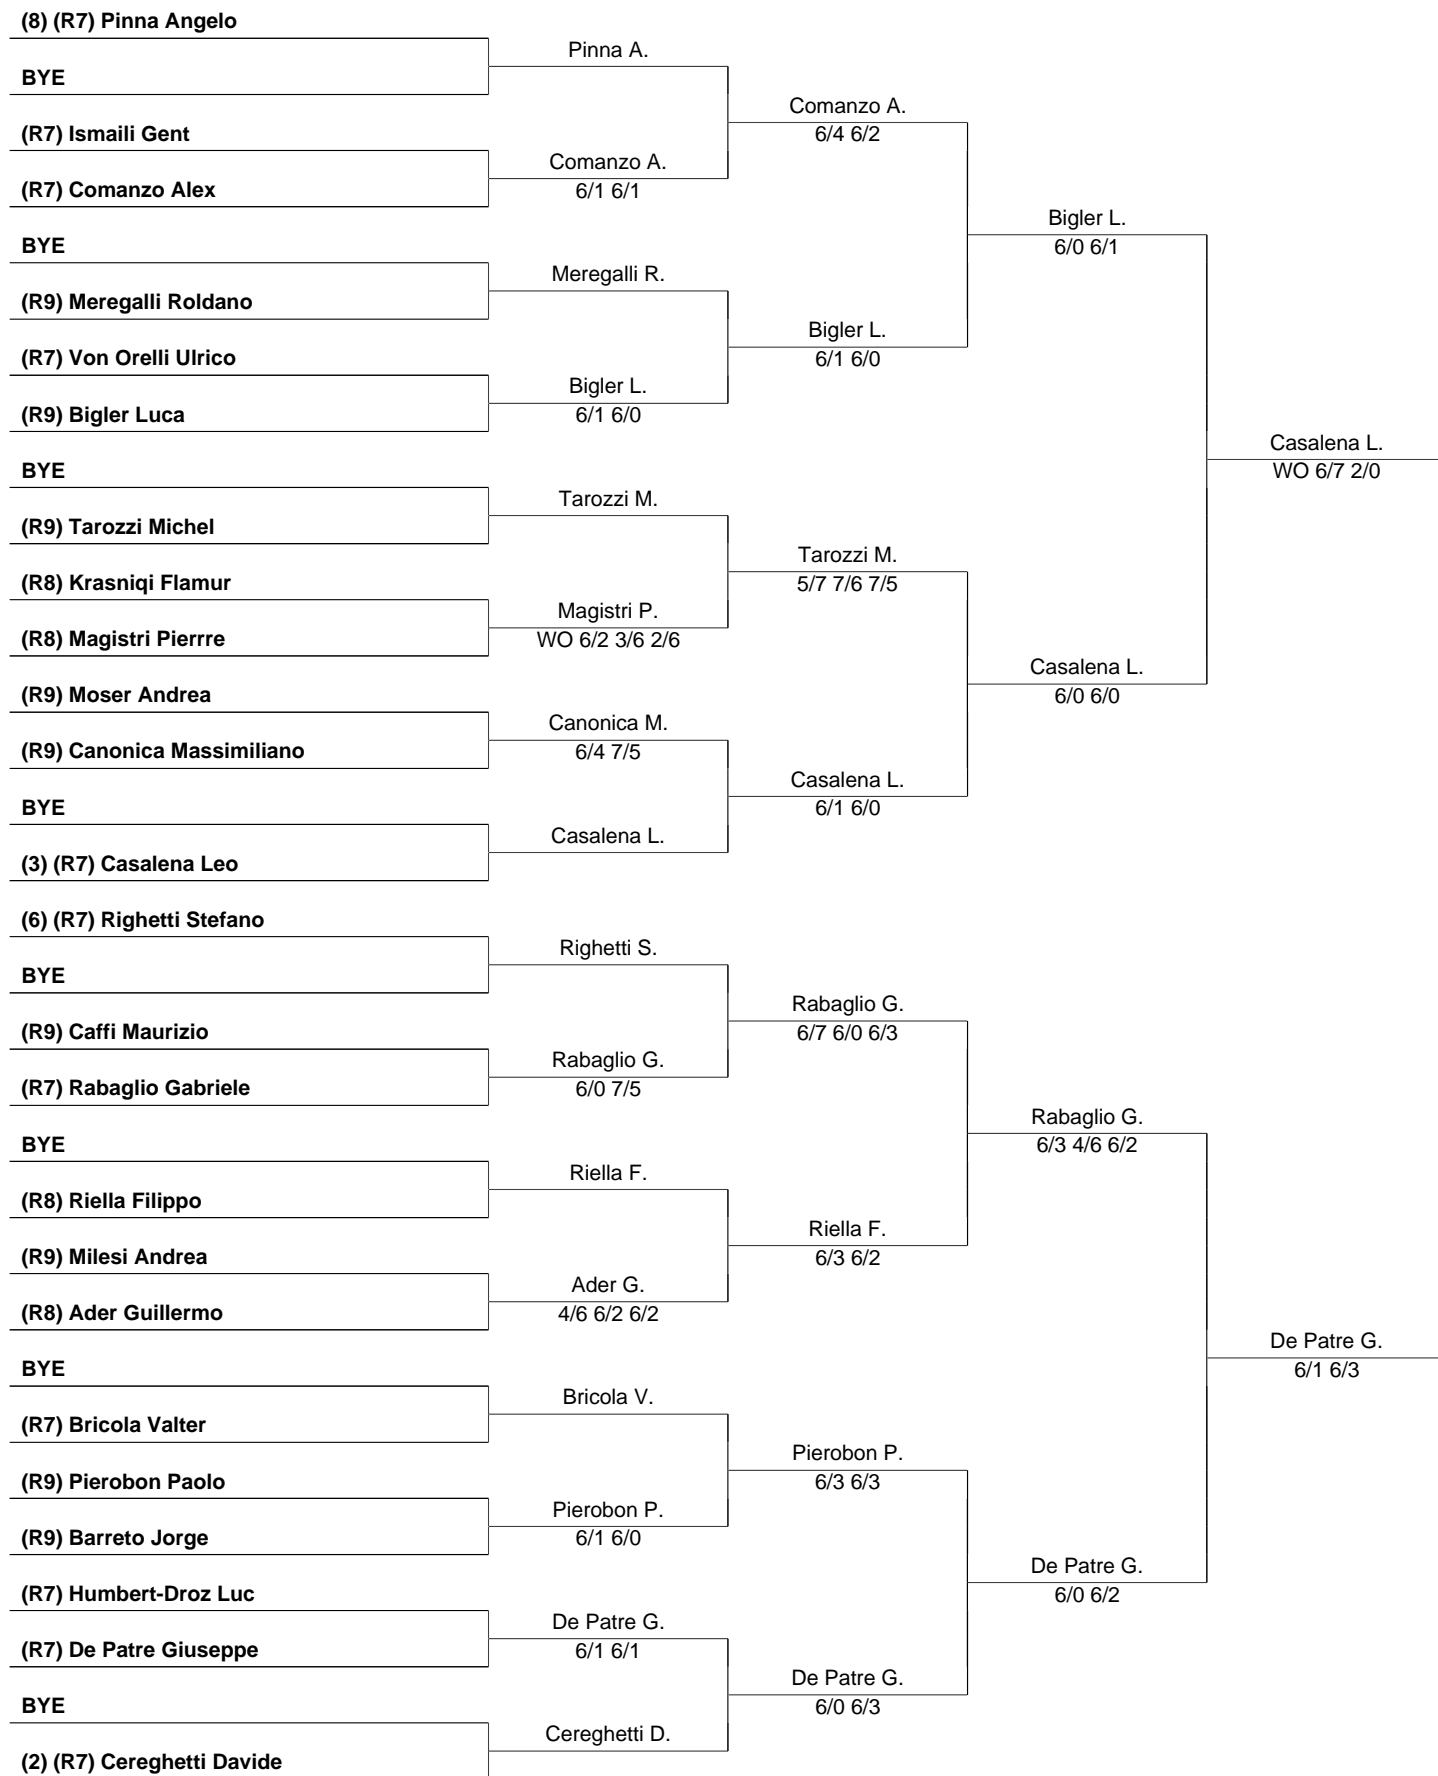 (8) (R7) Pinna Angelo
Pinna A.
BYE
Comanzo A.
6/4 6/2
(R7) Ismaili Gent
Comanzo A.
6/1 6/1
(R7) Comanzo Alex
Bigler L.
6/0 6/1
BYE
Meregalli R.
(R9) Meregalli Roldano
Bigler L.
6/1 6/0
(R7) Von Orelli Ulrico
Bigler L.
6/1 6/0
(R9) Bigler Luca
Casalena L.
WO 6/7 2/0
BYE
Tarozzi M.
(R9) Tarozzi Michel
Tarozzi M.
5/7 7/6 7/5
(R8) Krasniqi Flamur
Magistri P.
WO 6/2 3/6 2/6
(R8) Magistri Pierrre
Casalena L.
6/0 6/0
(R9) Moser Andrea
Canonica M.
6/4 7/5
(R9) Canonica Massimiliano
Casalena L.
6/1 6/0
BYE
Casalena L.
(3) (R7) Casalena Leo
(6) (R7) Righetti Stefano
Righetti S.
BYE
Rabaglio G.
6/7 6/0 6/3
(R9) Caffi Maurizio
Rabaglio G.
6/0 7/5
(R7) Rabaglio Gabriele
Rabaglio G.
6/3 4/6 6/2
BYE
Riella F.
(R8) Riella Filippo
Riella F.
6/3 6/2
(R9) Milesi Andrea
Ader G.
4/6 6/2 6/2
(R8) Ader Guillermo
De Patre G.
6/1 6/3
BYE
Bricola V.
(R7) Bricola Valter
Pierobon P.
6/3 6/3
(R9) Pierobon Paolo
Pierobon P.
6/1 6/0
(R9) Barreto Jorge
De Patre G.
6/0 6/2
(R7) Humbert-Droz Luc
De Patre G.
6/1 6/1
(R7) De Patre Giuseppe
De Patre G.
6/0 6/3
BYE
Cereghetti D.
(2) (R7) Cereghetti Davide